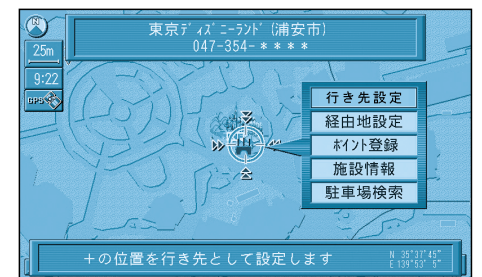 東京ディズニーランド (浦安市)
047-354-****
N
25m
9:22
GPS
行き先設定
経由地設定
ポイント登録
施設情報
駐車場検索
+の位置を行き先として設定します
N 35°37'45"
E 139°53' 5"